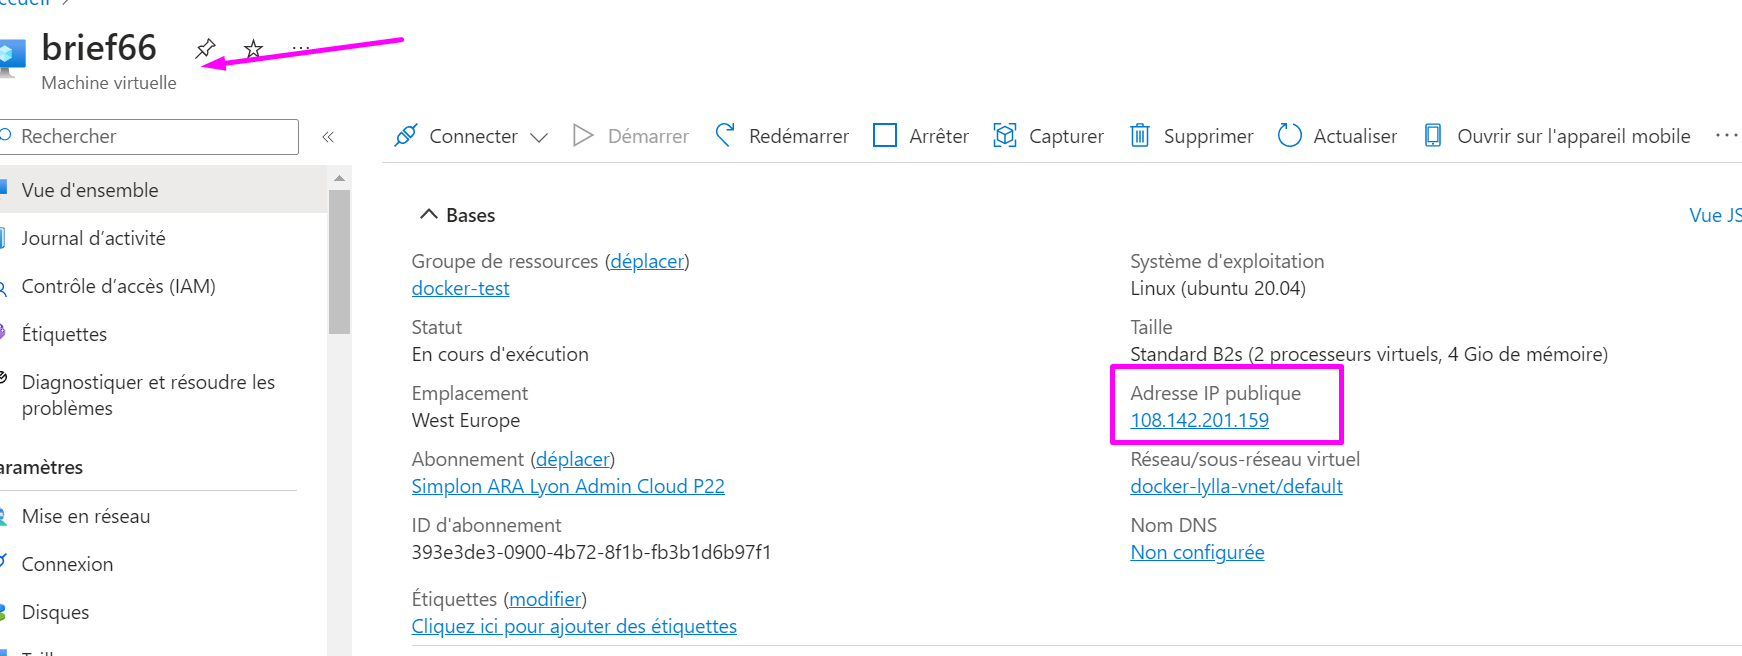 brief66
Machine virtuelle
Rechercher
«
Connecter
Démarrer
Redémarrer
Arrêter
Capturer
Supprimer
Actualiser
Ouvrir sur l'appareil mobile
Vue d'ensemble
Journal d’activité
Contrôle d’accès (IAM)
Étiquettes
Diagnostiquer et résoudre les
problèmes
aramètres
Mise en réseau
Connexion
Disques
Bases
Vue JS
Groupe de ressources (déplacer)
docker-test
Statut
En cours d'exécution
Emplacement
West Europe
Abonnement (déplacer)
Simplon ARA Lyon Admin Cloud P22
ID d'abonnement
393e3de3-0900-4b72-8f1b-fb3b1d6b97f1
Étiquettes (modifier)
Cliquez ici pour ajouter des étiquettes
Système d'exploitation
Linux (ubuntu 20.04)
Taille
Standard B2s (2 processeurs virtuels, 4 Gio de mémoire)
Adresse IP publique
108.142.201.159
Réseau/sous-réseau virtuel
docker-lylla-vnet/default
Nom DNS
Non configurée